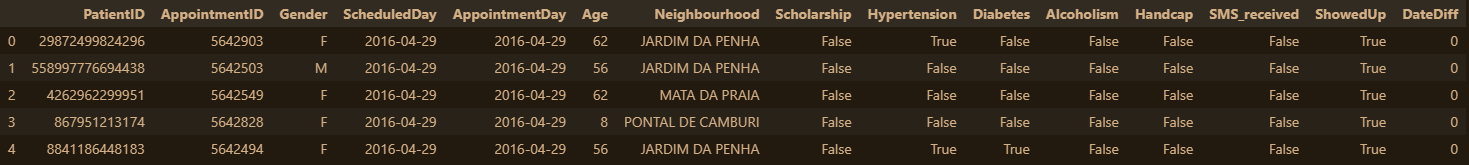 PatientID AppointmentID Gender ScheduledDay AppointmentDay Age Neighbourhood Scholarship Hypertension Diabetes Alcoholism Handcap SMS_received ShowedUp DateDiff
0 29872499824296 5642903 F 2016-04-29 2016-04-29 62 JARDIM DA PENHA False True False False False False True 0
1 558997776694438 5642503 M 2016-04-29 2016-04-29 56 JARDIM DA PENHA False False False False False False True 0
2 4262962299951 5642549 F 2016-04-29 2016-04-29 62 MATA DA PRAIA False False False False False False True 0
3 867951213174 5642828 F 2016-04-29 2016-04-29 8 PONTAL DE CAMBURI False False False False False False True 0
4 8841186448183 5642494 F 2016-04-29 2016-04-29 56 JARDIM DA PENHA False True True False False False True 0